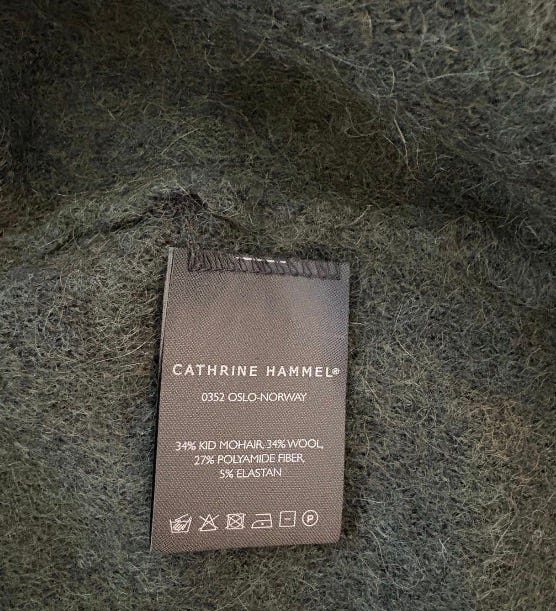 CATHRINE HAMMEL®
0352 OSLO-NORWAY
34% KID MOHAIR, 34% WOOL,
27% POLYAMIDE FIBER,
5% ELASTAN
P